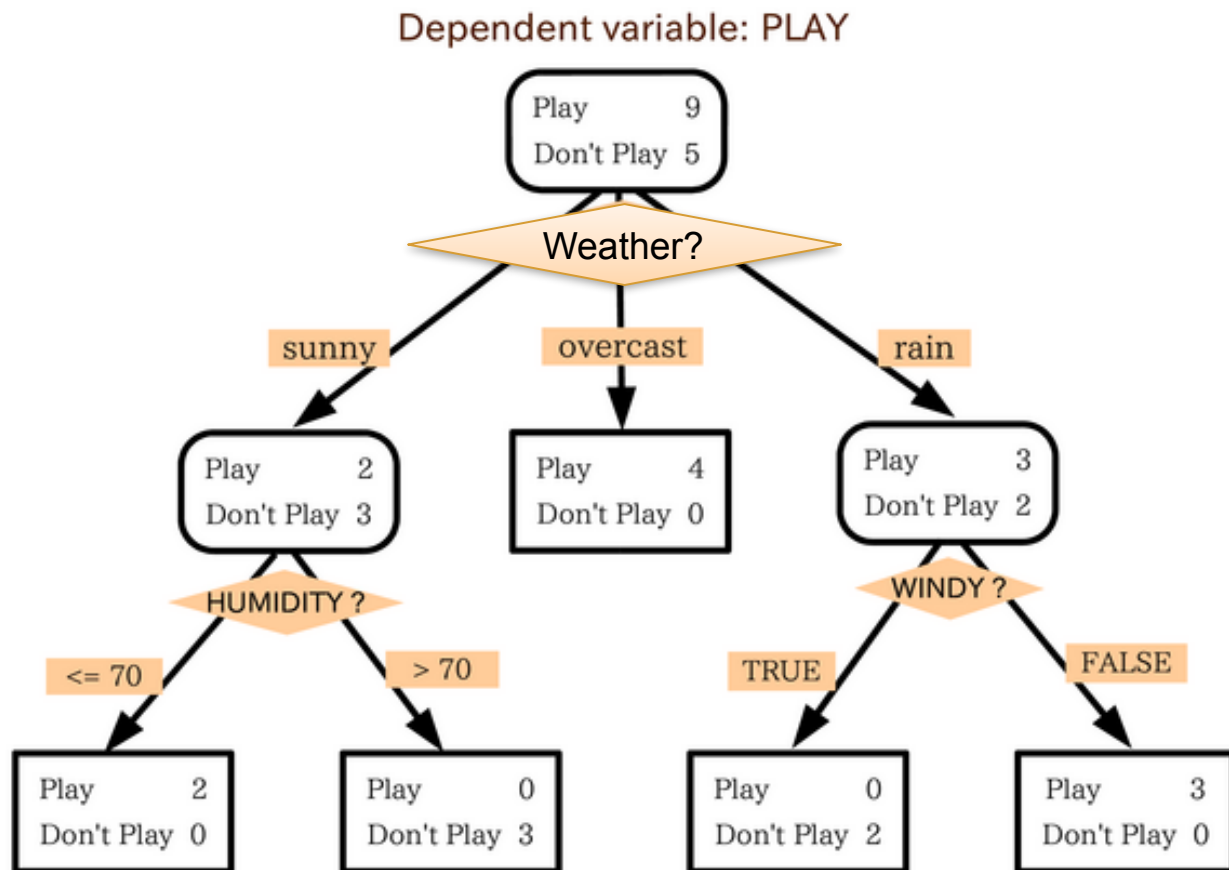 Dependent variable: PLAY
Play 9
Don't Play 5
Weather?
sunny
overcast
rain
Play 2
Don't Play 3
Play 4
Don't Play 0
Play 3
Don't Play 2
HUMIDITY ?
WINDY ?
<= 70
> 70
TRUE
FALSE
Play 2
Don't Play 0
Play 0
Don't Play 3
Play 0
Don't Play 2
Play 3
Don't Play 0